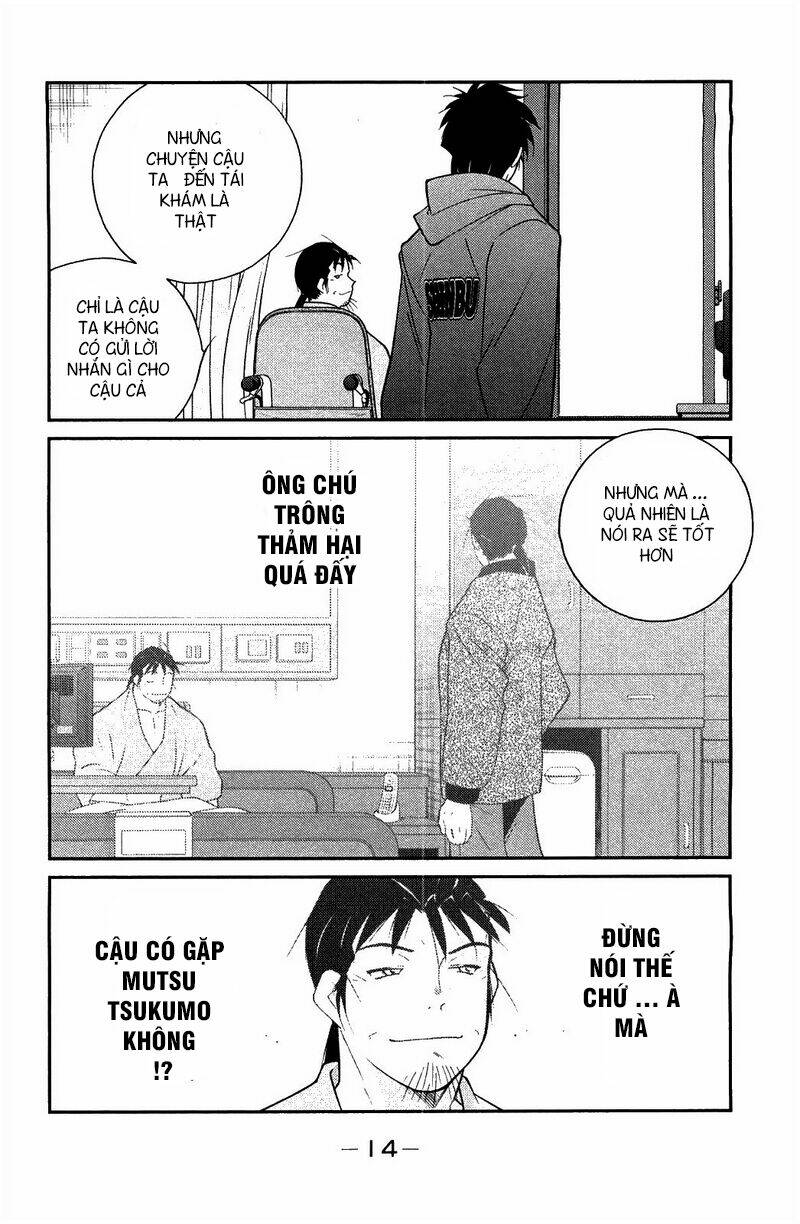 NHƯNG
CHUYỆN CẬU
TA ĐẾN TÁI
KHÁM LÀ
THẬT
CHỈ LÀ CẬU
TA KHÔNG
CÓ GỬI LỜI
NHẮN GÌ CHO
CẬU CẢ
NHƯNG MÀ ...
QUẢ NHIÊN LÀ
NÓI RA SẼ TỐT
HƠN
ÔNG CHÚ
TRÔNG
THẢM HẠI
QUÁ ĐẤY
ĐỪNG
NÓI THẾ
CHỨ ... À
MÀ
CẬU CÓ GẶP
MUTSU
TSUKUMO
KHÔNG
!?
-14-